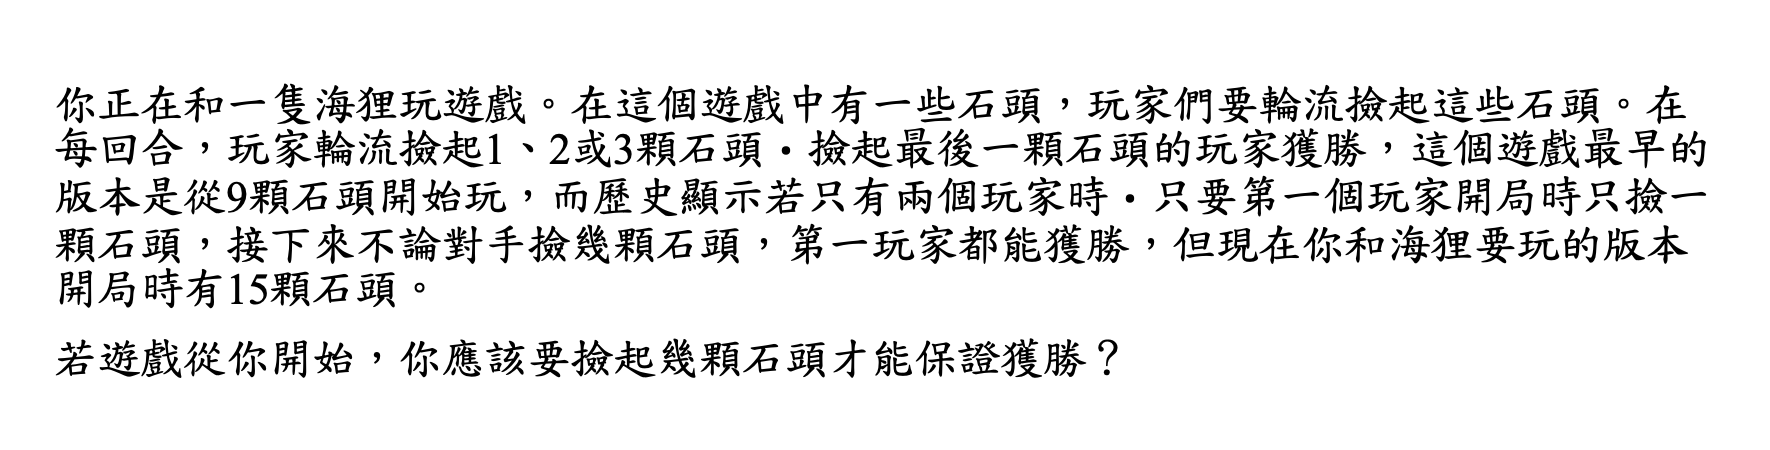 你正在和一隻海狸玩遊戲。在這個遊戲中有一些石頭，玩家們要輪流撿起這些石頭。在
每回合，玩家輪流撿起1、2或3顆石頭・撿起最後一顆石頭的玩家獲勝，這個遊戲最早的
版本是從9顆石頭開始玩，而歷史顯示若只有兩個玩家時・只要第一個玩家開局時只撿一
顆石頭，接下來不論對手撿幾顆石頭，第一玩家都能獲勝，但現在你和海狸要玩的版本
開局時有15顆石頭。
若遊戲從你開始，你應該要撿起幾顆石頭才能保證獲勝？